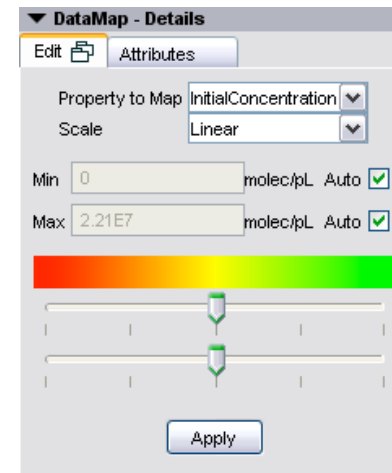 DataMap - Details
Edit Attributes
Property to Map InitialConcentration
Scale Linear
Min 0 molec/pL Auto
Max 2.21E7 molec/pL Auto
Apply